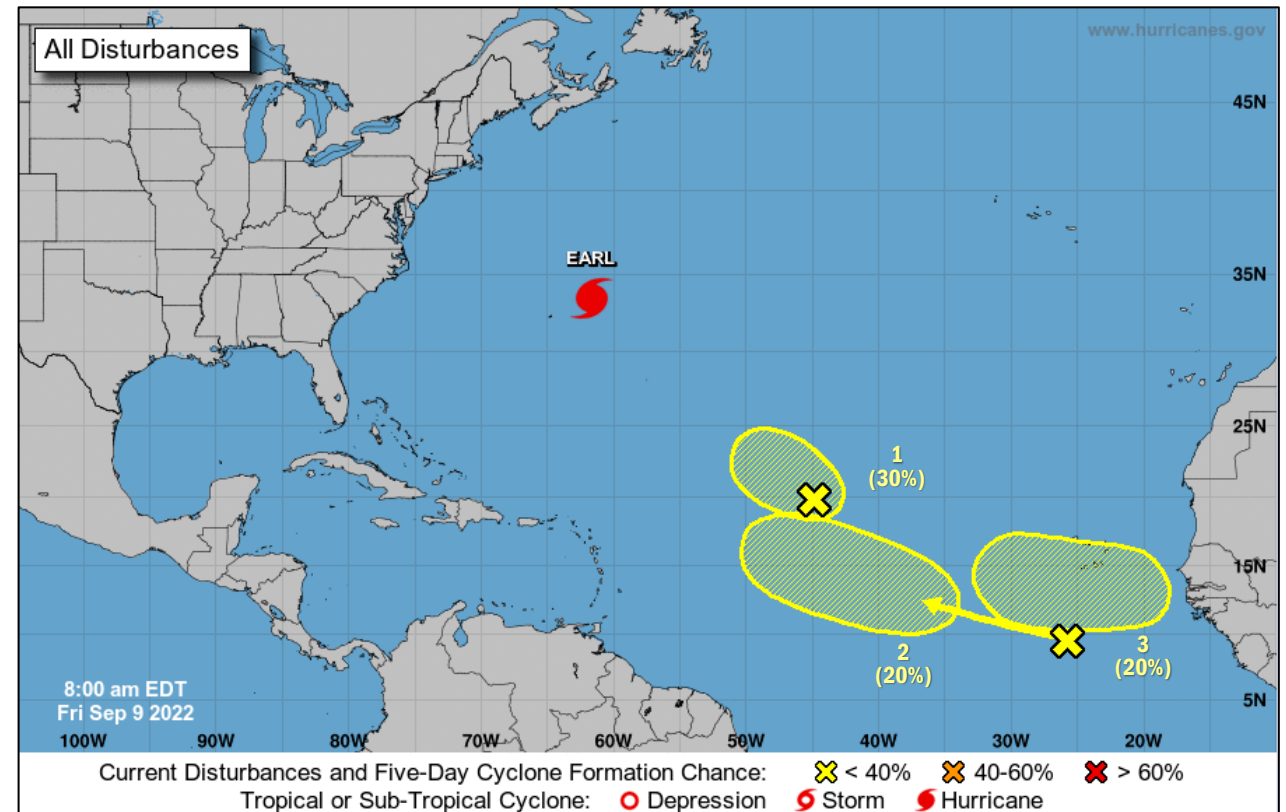 All Disturbances
www.hurricanes.gov
45N
EARL
35N
25N
1
(30%)
15N
2
(20%)
3
(20%)
5N
8:00 am EDT
Fri Sep 9 2022
100W 90W 80W 70W 60W 50W 40W 30W 20W
Current Disturbances and Five-Day Cyclone Formation Chance: < 40% 40-60% > 60%
Tropical or Sub-Tropical Cyclone: Depression Storm Hurricane